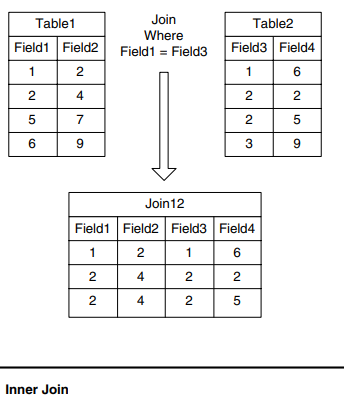 Table1
Field1 Field2
1 2
2 4
5 7
6 9
Join
Where
Field1 = Field3
Table2
Field3 Field4
1 6
2 2
2 5
3 9
Join12
Field1 Field2 Field3 Field4
1 2 1 6
2 4 2 2
2 4 2 5
Inner Join